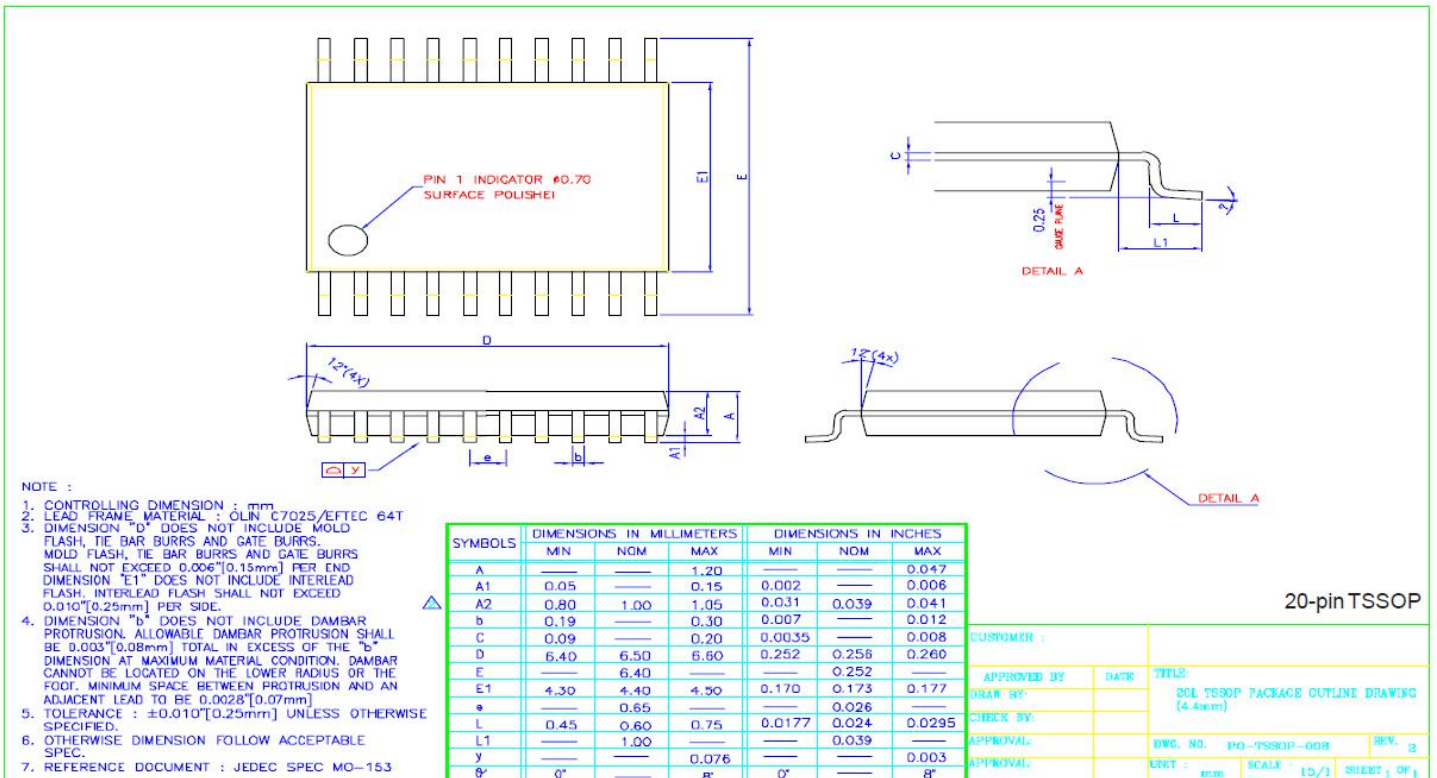 PIN 1 INDICATOR ø0.70
SURFACE POLISHEI
E1
E
C
0.25
GAUGE PLANE
L
L1
DETAIL A
D
12°(4X)
A2
A
A1
e
b
y
12°(4x)
DETAIL A
NOTE :
1. CONTROLLING DIMENSION : mm
2. LEAD FRAME MATERIAL : OLIN C7025/EFTEC 64T
3. DIMENSION "D" DOES NOT INCLUDE MOLD
FLASH, TIE BAR BURRS AND GATE BURRS.
MOLD FLASH, TIE BAR BURRS AND GATE BURRS
SHALL NOT EXCEED 0.006"[0.15mm] PER END
DIMENSION "E1" DOES NOT INCLUDE INTERLEAD
FLASH. INTERLEAD FLASH SHALL NOT EXCEED
0.010"[0.25mm] PER SIDE.
4. DIMENSION "b" DOES NOT INCLUDE DAMBAR
PROTRUSION. ALLOWABLE DAMBAR PROTRUSION SHALL
BE 0.003"[0.08mm] TOTAL IN EXCESS OF THE "b"
DIMENSION AT MAXIMUM MATERIAL CONDITION. DAMBAR
CANNOT BE LOCATED ON THE LOWER RADIUS OR THE
FOOT. MINIMUM SPACE BETWEEN PROTRUSION AND AN
ADJACENT LEAD TO BE 0.0028"[0.07mm]
5. TOLERANCE : ±0.010"[0.25mm] UNLESS OTHERWISE
SPECIFIED.
6. OTHERWISE DIMENSION FOLLOW ACCEPTABLE
SPEC.
7. REFERENCE DOCUMENT : JEDEC SPEC MO-153
SYMBOLS DIMENSIONS IN MILLIMETERS DIMENSIONS IN INCHES
MIN NOM MAX MIN NOM MAX
A —— —— 1.20 —— —— 0.047
A1 0.05 —— 0.15 0.002 —— 0.006
A2 0.80 1.00 1.05 0.031 0.039 0.041
b 0.19 —— 0.30 0.007 —— 0.012
C 0.09 —— 0.20 0.0035 —— 0.008
D 6.40 6.50 6.60 0.252 0.256 0.260
E —— 6.40 —— —— 0.252 ——
E1 4.30 4.40 4.50 0.170 0.173 0.177
e —— 0.65 —— —— 0.026 ——
L 0.45 0.60 0.75 0.0177 0.024 0.0295
L1 —— 1.00 —— —— 0.039 ——
y —— —— 0.076 —— —— 0.003
0° —— 8° 0° —— 8°
20-pin TSSOP
CUSTOMER :
APPROVED BY DATE
DRAW BY:
CHECK BY:
APPROVAL:
APPROVAL:
TITLE:
20L TSSOP PACKAGE OUTLINE DRAWING
(4.4mm)
DWG. NO. PO-TSSOP-008 REV. 2
UNIT : mm SCALE : 15/1 SHEET 1 OF 1